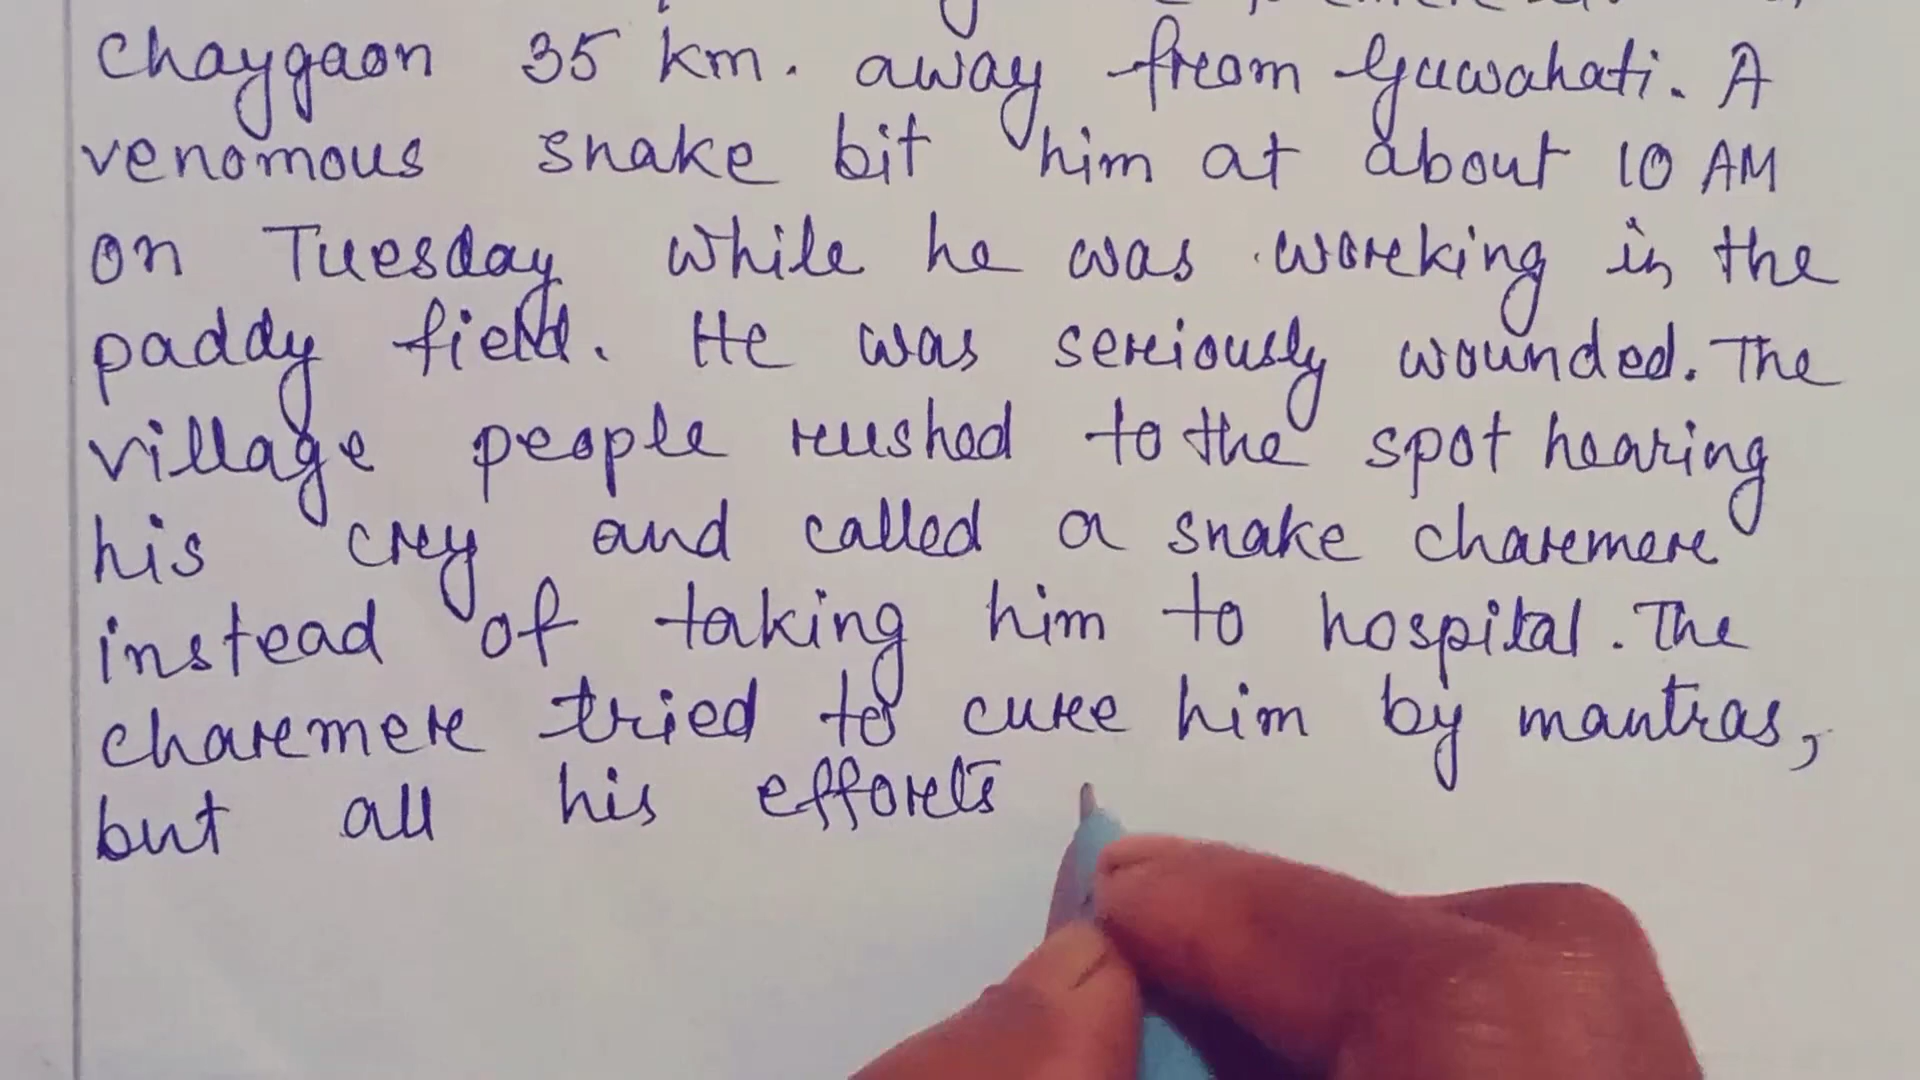 Chaygaon 35 km. away from Guwahati. A
venomous snake bit him at about 10 AM
on Tuesday while he was working in the
paddy field. He was seriously wounded. The
village people rushed to the spot hearing
his cry and called a snake charmer
instead of taking him to hospital. The
charmer tried to cure him by mantras,
but all his efforts